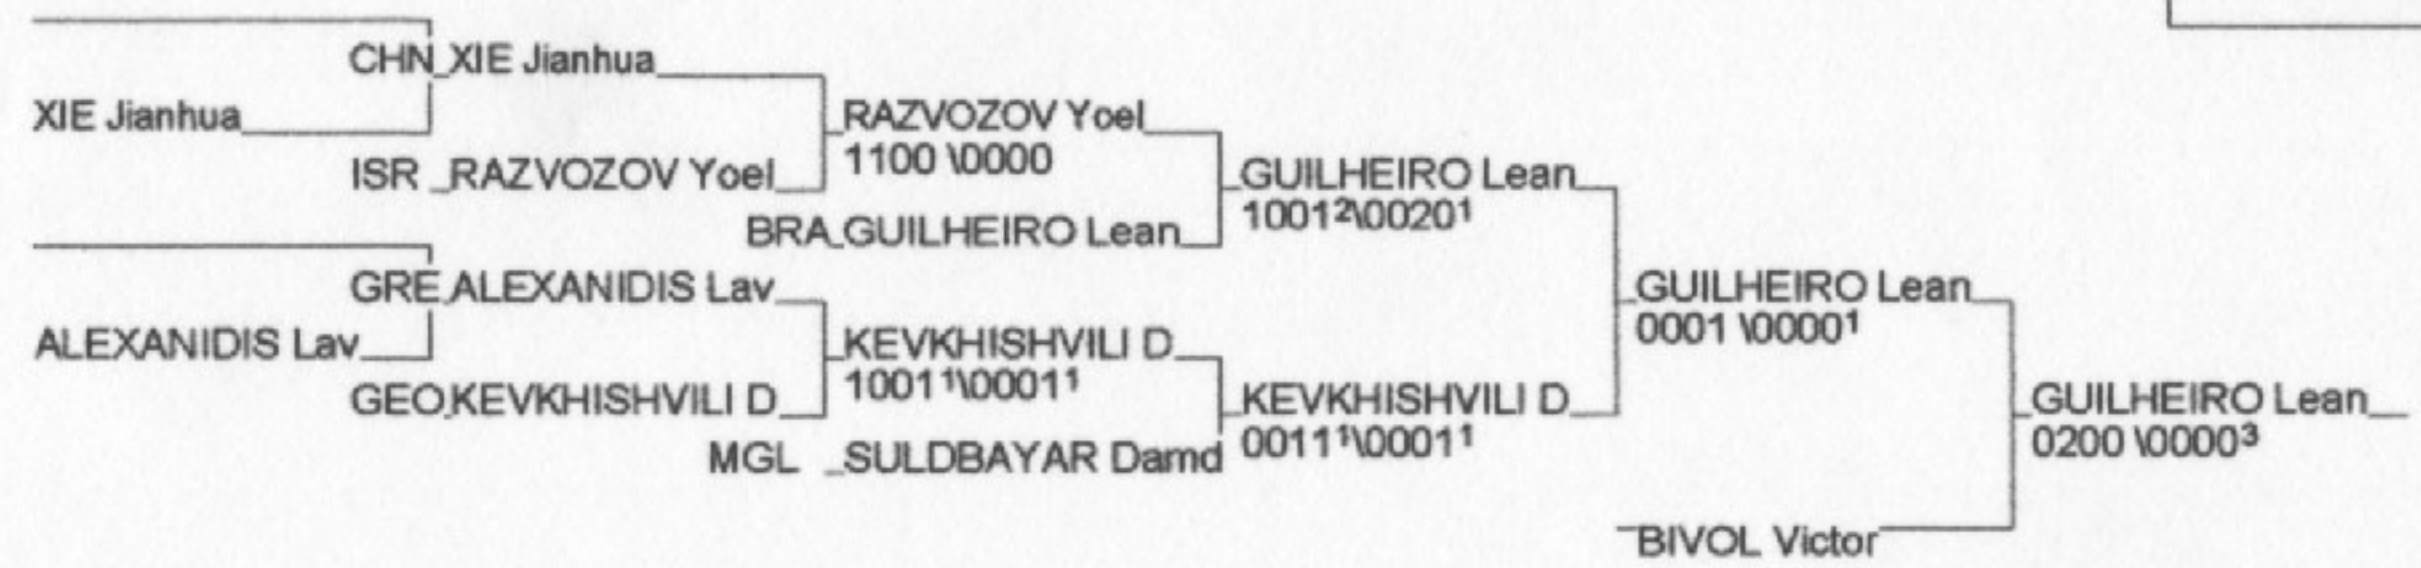 CHN XIE Jianhua
XIE Jianhua
RAZVOZOV Yoel
1100 \0000
ISR RAZVOZOV Yoel
GUILHEIRO Lean
1001²\0020¹
BRA GUILHEIRO Lean
GRE ALEXANIDIS Lav
GUILHEIRO Lean
0001 \0000¹
ALEXANIDIS Lav
KEVKHISHVILI D
1001¹\0001¹
GEO KEVKHISHVILI D
KEVKHISHVILI D
0011¹\0001¹
GUILHEIRO Lean
0200 \0000³
MGL SULDBAYAR Damd
BIVOL Victor